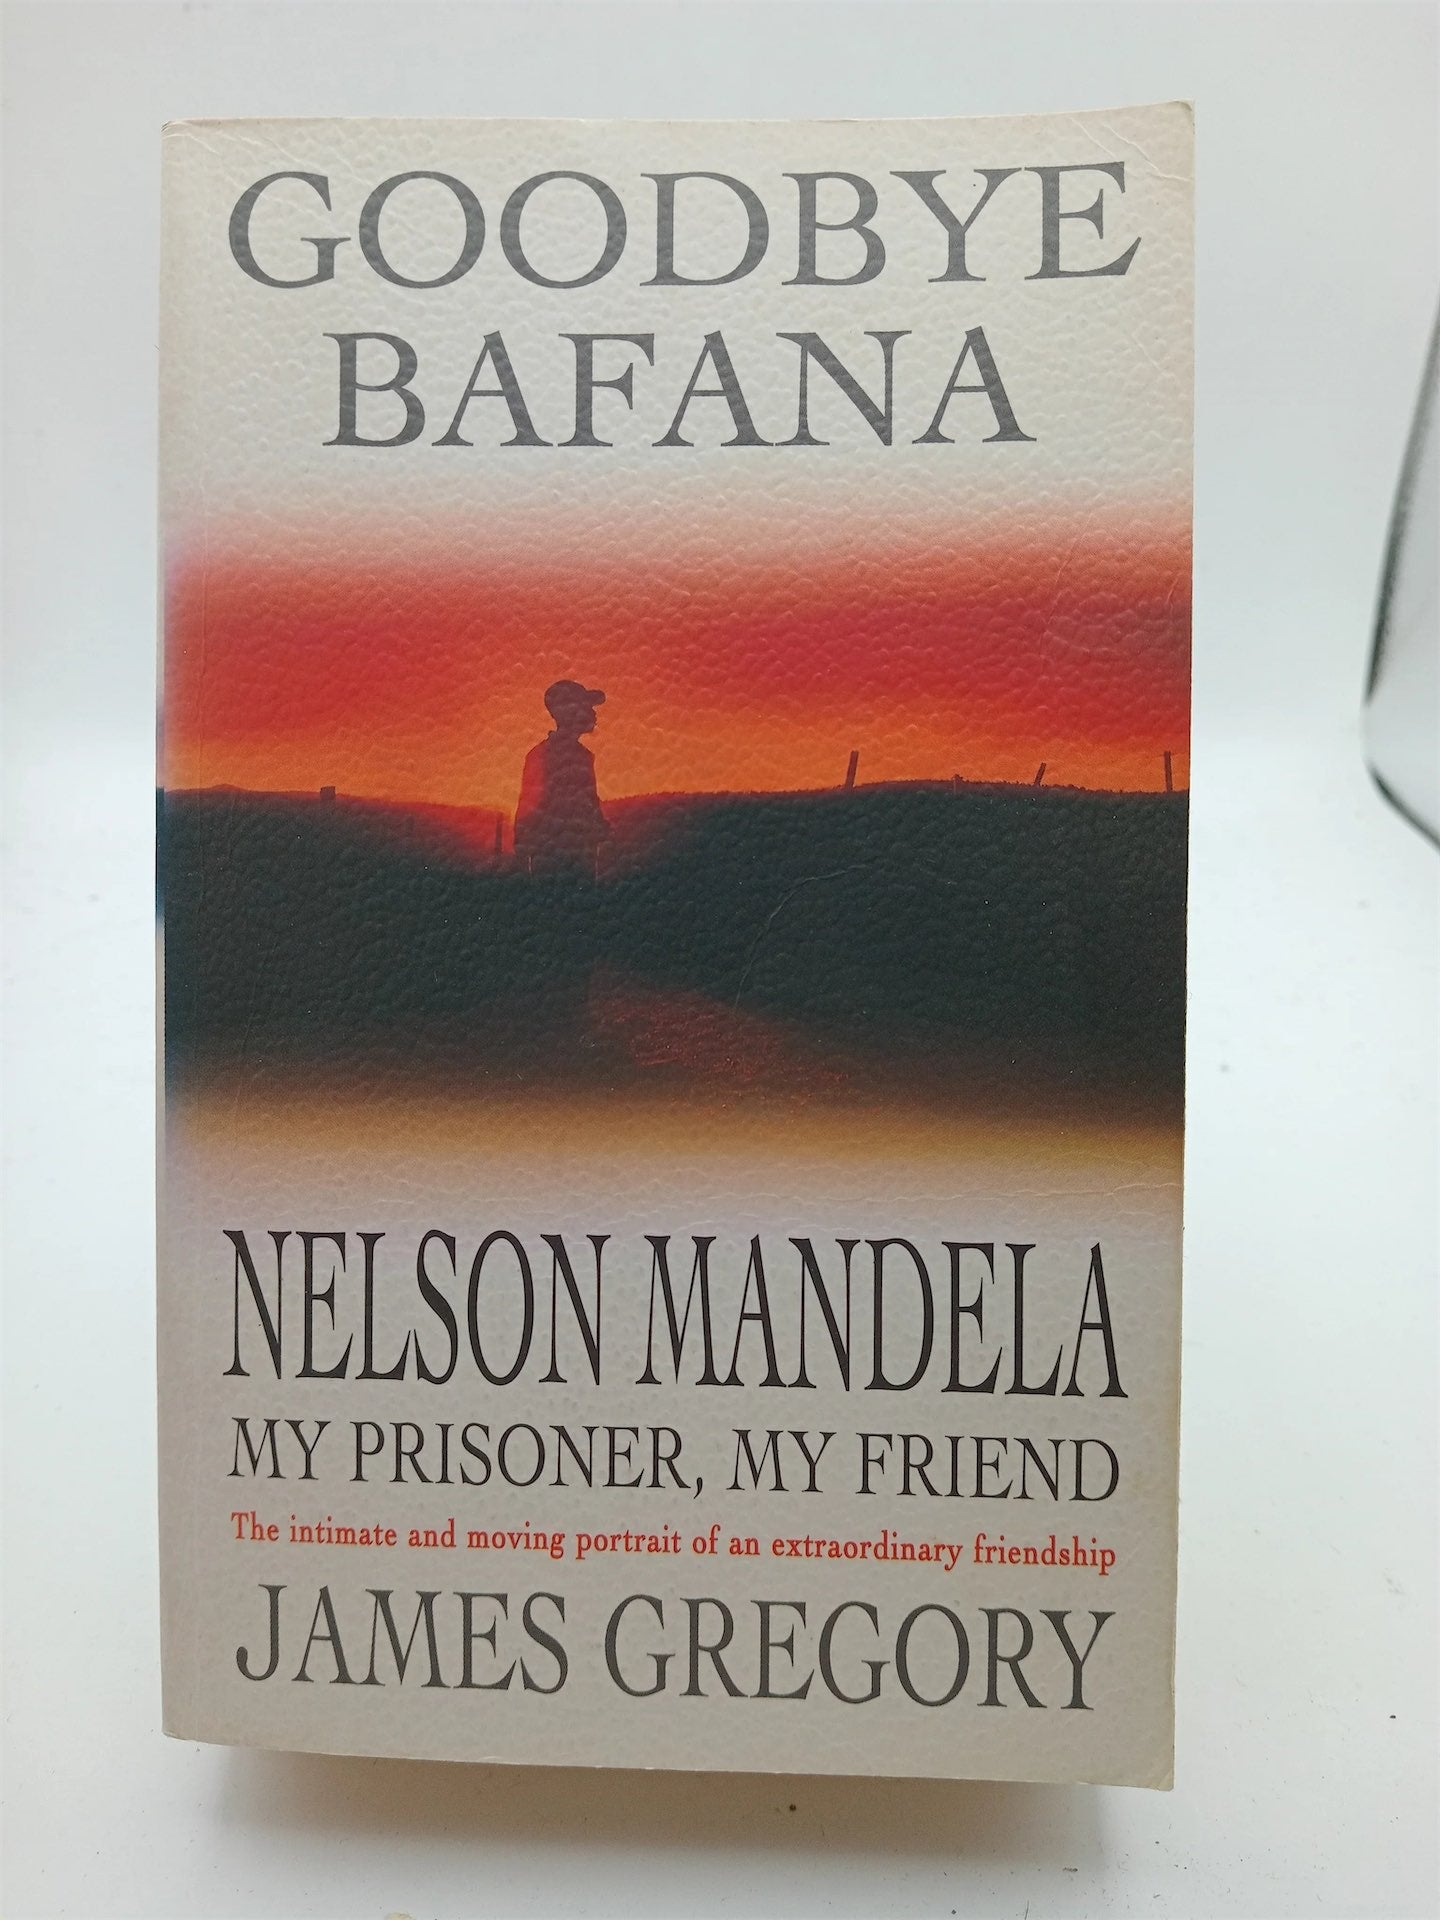 GOODBYE
BAFANA
NELSON MANDELA
MY PRISONER, MY FRIEND
The intimate and moving portrait of an extraordinary friendship
JAMES GREGORY